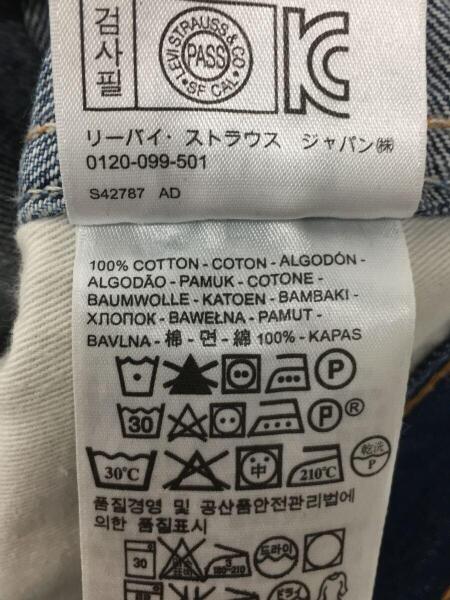 검사필
LEVI STRAUSS & CO
PASS
SF CAL.
リーバイ・ストラウス ジャパン㈱
0120-099-501
S42787 AD
100% COTTON - COTON - ALGODÓN -
ALGODÃO - PAMUK - COTONE -
BAUMWOLLE - KATOEN - BAMBAKI -
ХЛОПОК - BAWEŁNA - PAMUT -
BAVLNA - 棉 - 면 - 綿 100% - KAPAS
P
30 P ®
30°C 中 210°C 乾洗 P
품질경영 및 공산품안전관리법에
의한 품질표시
30 3 180-210 드라이